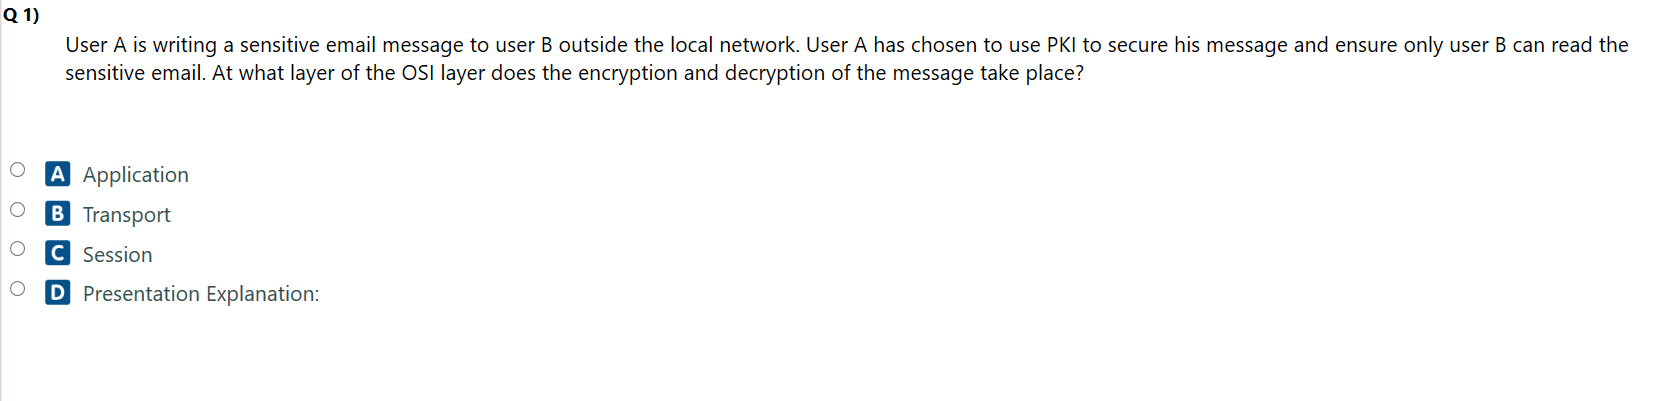 Q 1)
User A is writing a sensitive email message to user B outside the local network. User A has chosen to use PKI to secure his message and ensure only user B can read the
sensitive email. At what layer of the OSI layer does the encryption and decryption of the message take place?
A Application
B Transport
C Session
D Presentation Explanation: